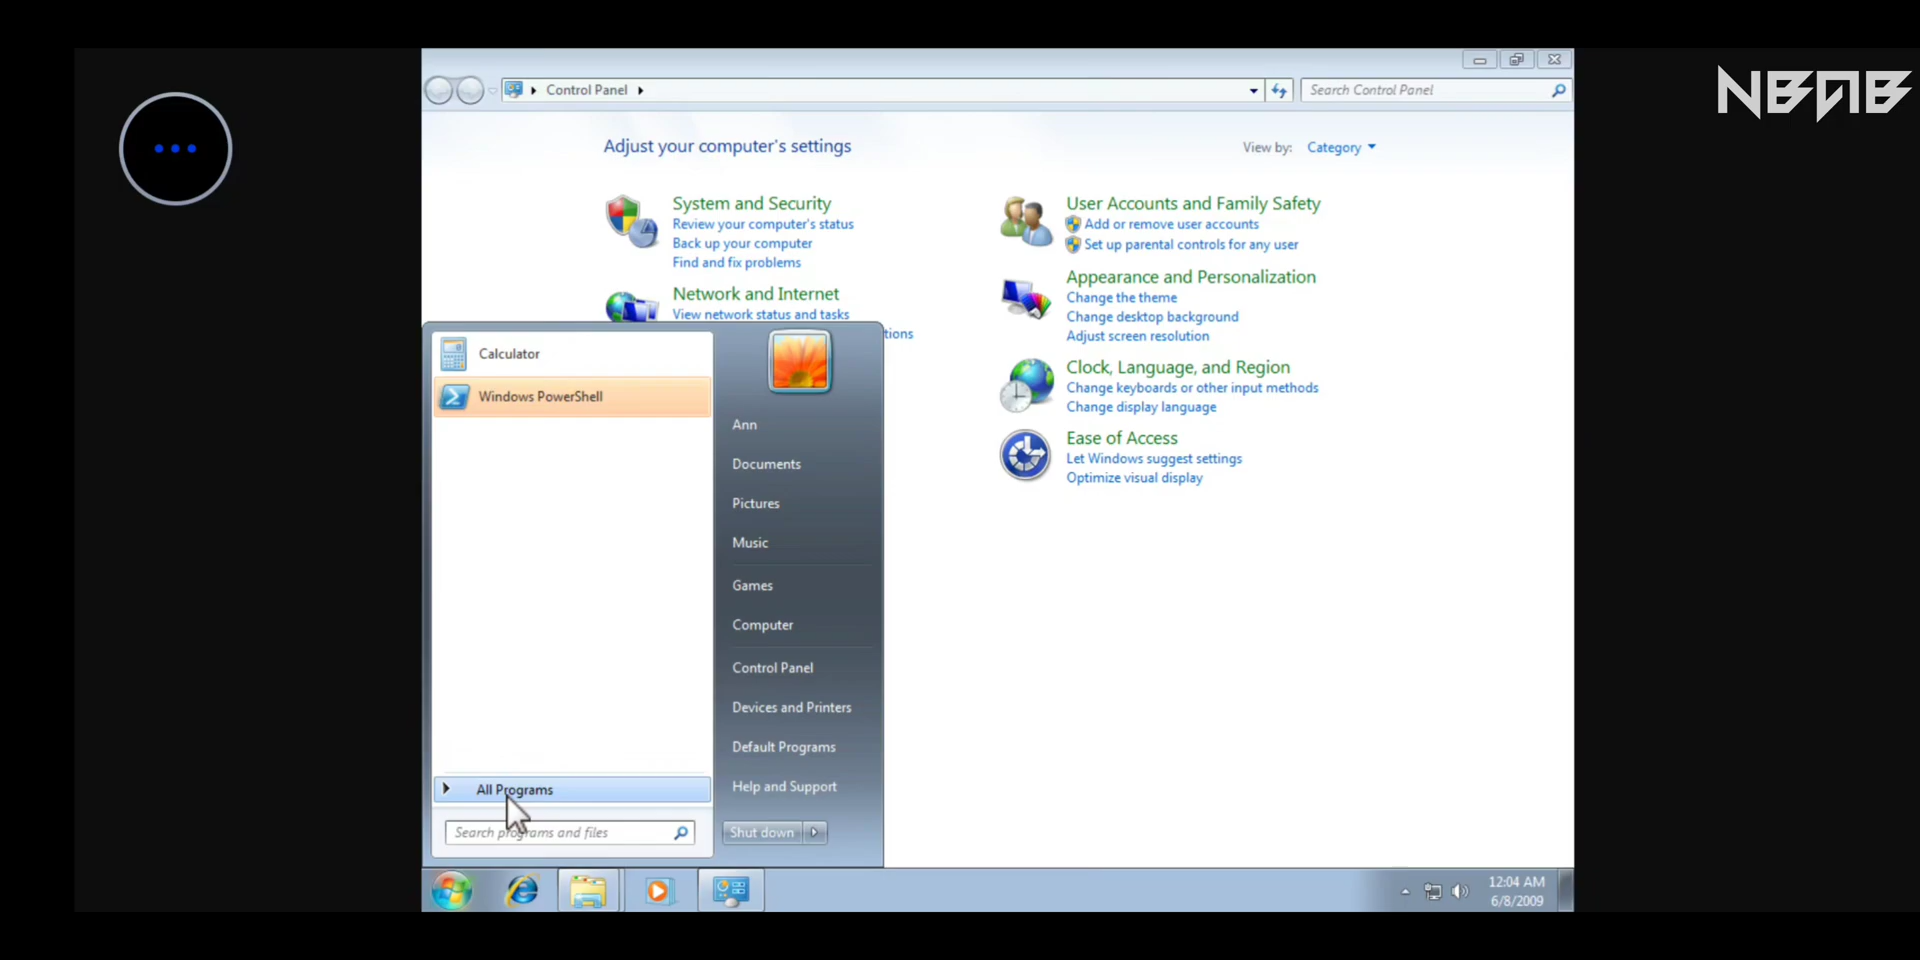 NBAB
Control Panel
Search Control Panel
Adjust your computer's settings
View by: Category
System and Security
Review your computer's status
Back up your computer
Find and fix problems
Network and Internet
View network status and tasks
tions
User Accounts and Family Safety
Add or remove user accounts
Set up parental controls for any user
Appearance and Personalization
Change the theme
Change desktop background
Adjust screen resolution
Clock, Language, and Region
Change keyboards or other input methods
Change display language
Ease of Access
Let Windows suggest settings
Optimize visual display
Calculator
Windows PowerShell
All Programs
Search programs and files
Ann
Documents
Pictures
Music
Games
Computer
Control Panel
Devices and Printers
Default Programs
Help and Support
Shut down
12:04 AM
6/8/2009